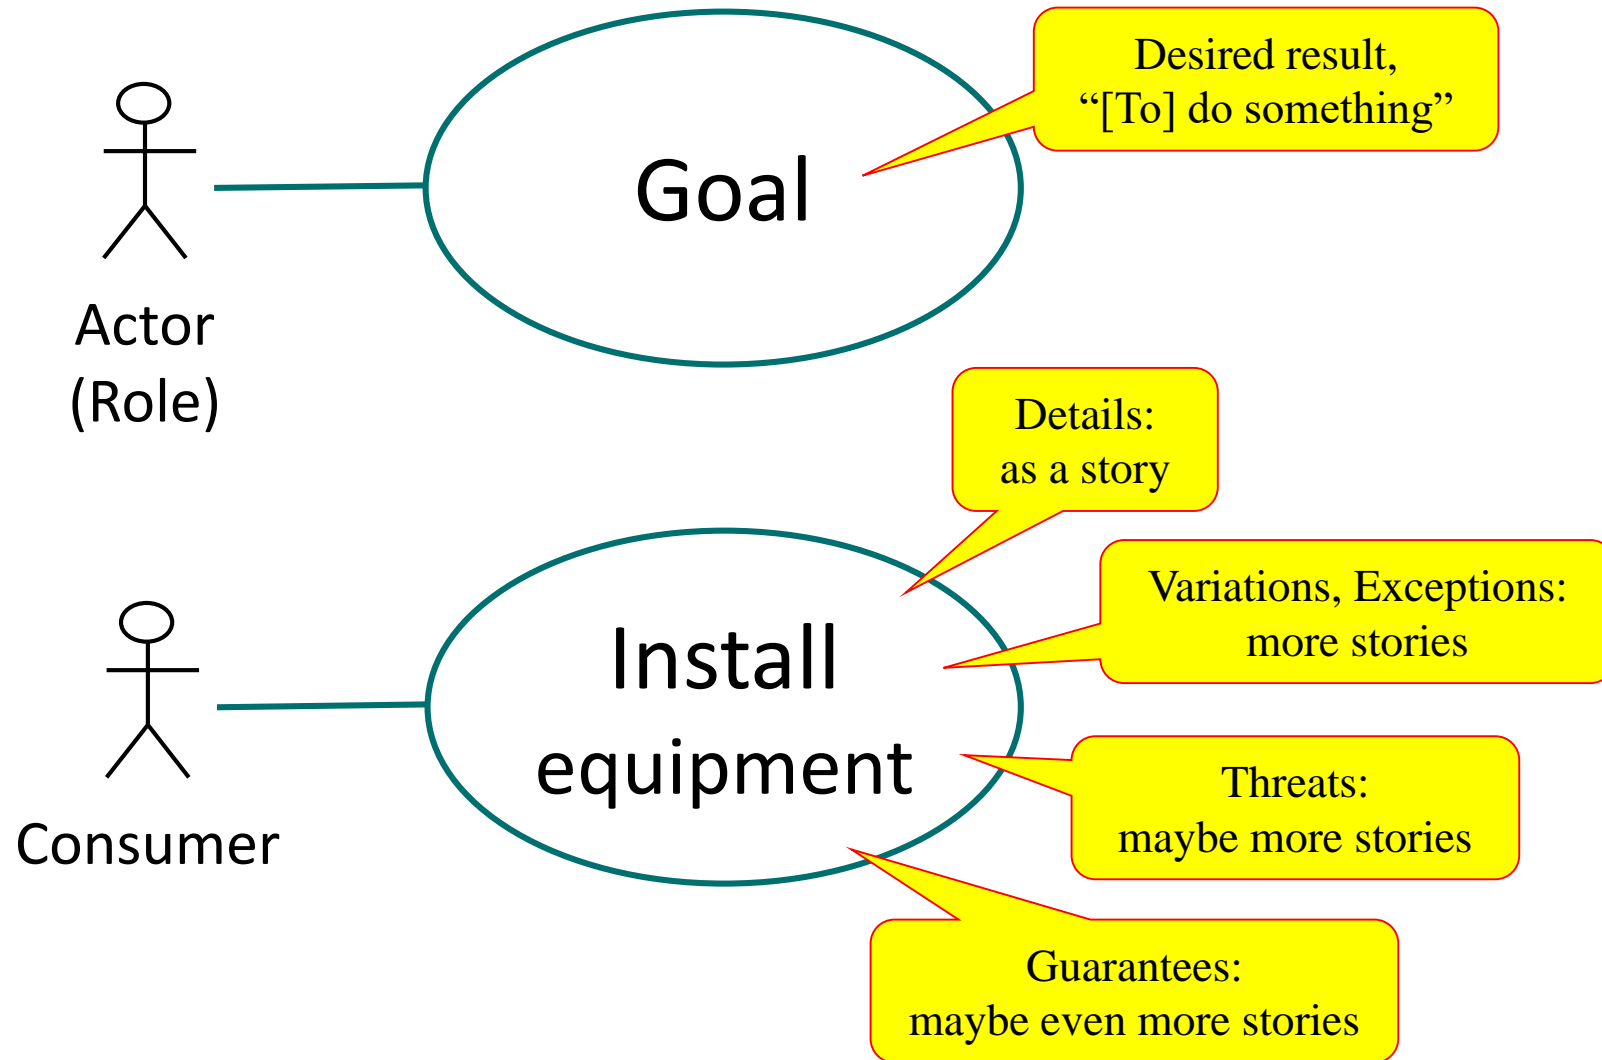 Desired result,
“[To] do something”
Goal
Actor
(Role)
Details:
as a story
Variations, Exceptions:
more stories
Install
equipment
Threats:
maybe more stories
Consumer
Guarantees:
maybe even more stories